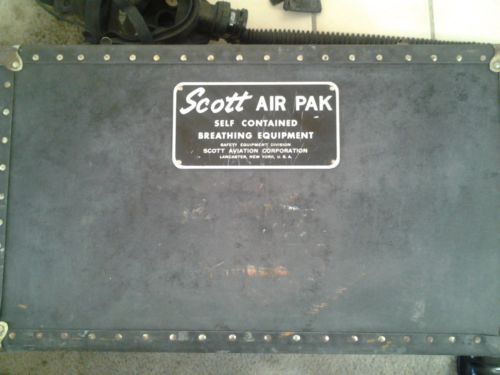 Scott AIR PAK
SELF CONTAINED
BREATHING EQUIPMENT
SAFETY EQUIPMENT DIVISION
SCOTT AVIATION CORPORATION
LANCASTER, NEW YORK, U.S.A.